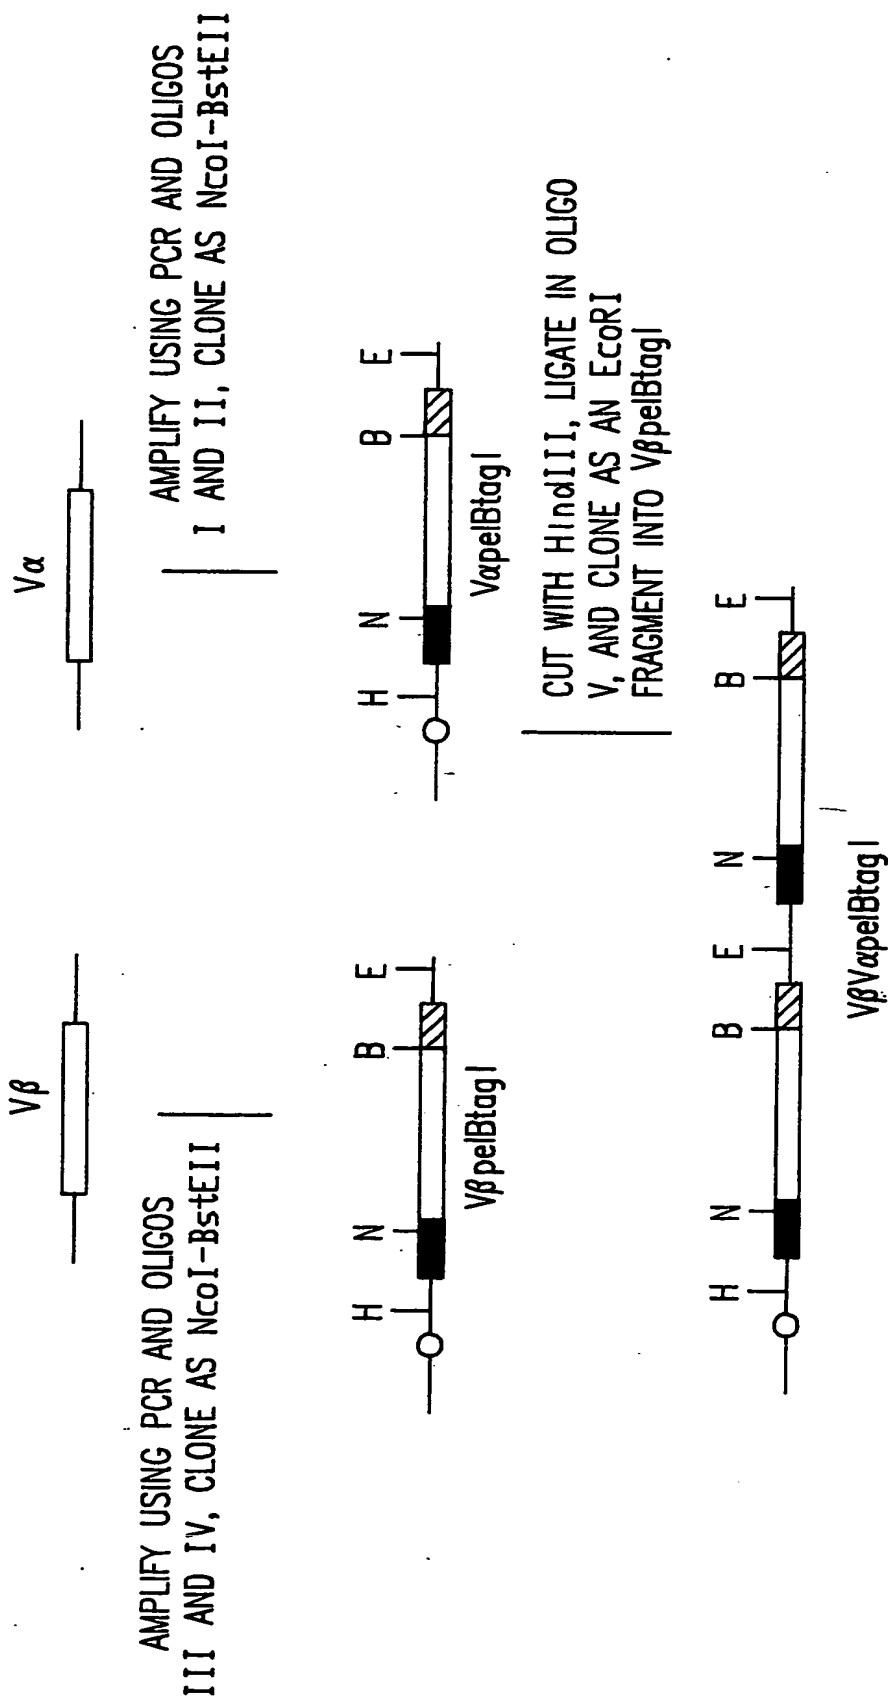 Vβ
Vα
AMPLIFY USING PCR AND OLIGOS
III AND IV, CLONE AS NcoI-BstEII
AMPLIFY USING PCR AND OLIGOS
I AND II, CLONE AS NcoI-BstEII
H N B E
VβpelBtagI
H N B E
VαpelBtagI
CUT WITH HindIII, LIGATE IN OLIGO
V, AND CLONE AS AN EcoRI
FRAGMENT INTO VβpelBtagI
H N B E N B E
VβVαpelBtagI